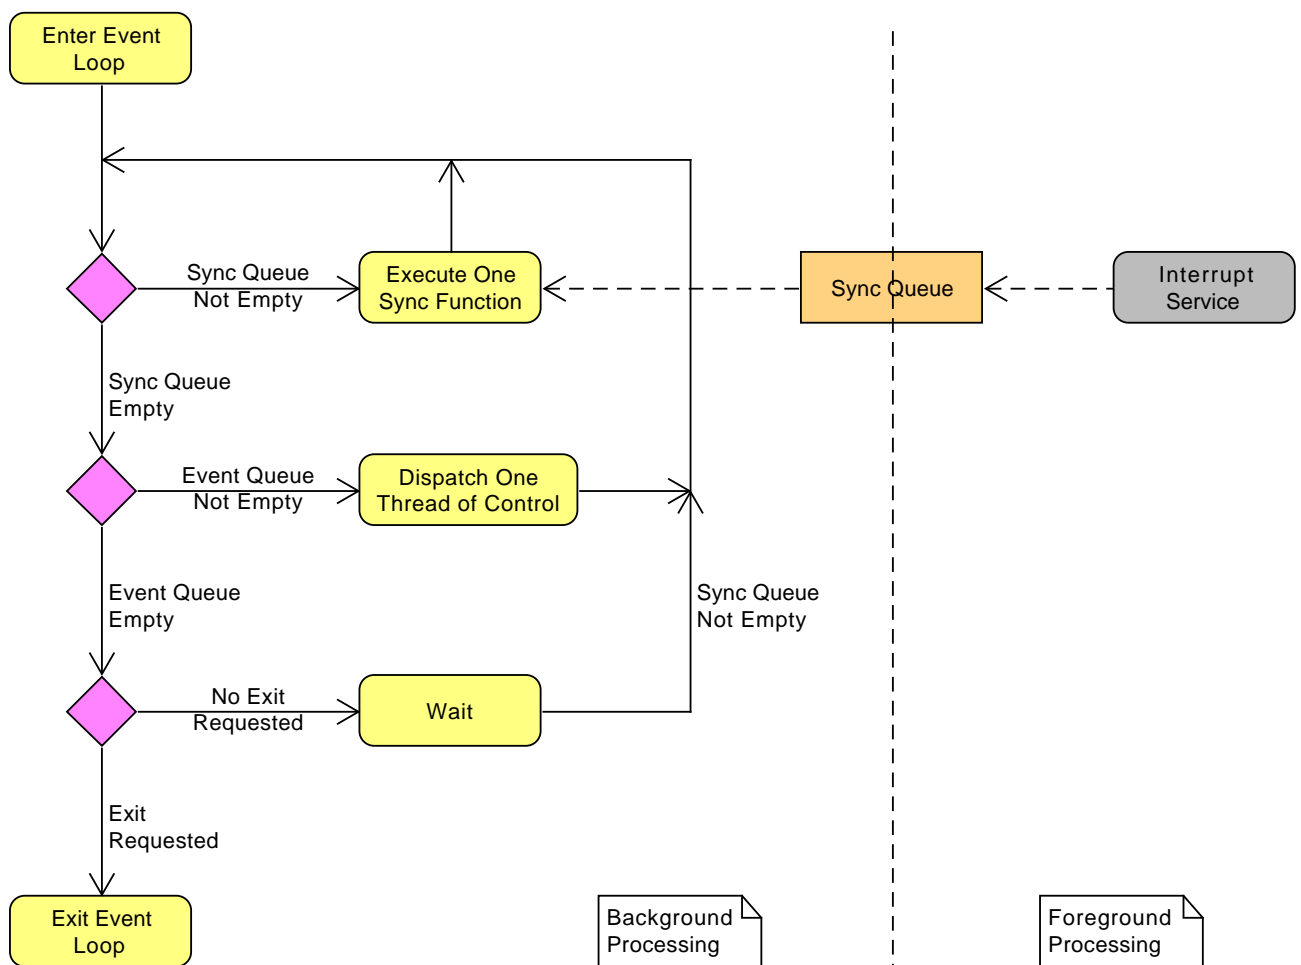 Enter Event
Loop
Sync Queue
Not Empty
Execute One
Sync Function
Sync Queue
Interrupt
Service
Sync Queue
Empty
Event Queue
Not Empty
Dispatch One
Thread of Control
Event Queue
Empty
Sync Queue
Not Empty
No Exit
Requested
Wait
Exit
Requested
Exit Event
Loop
Background
Processing
Foreground
Processing